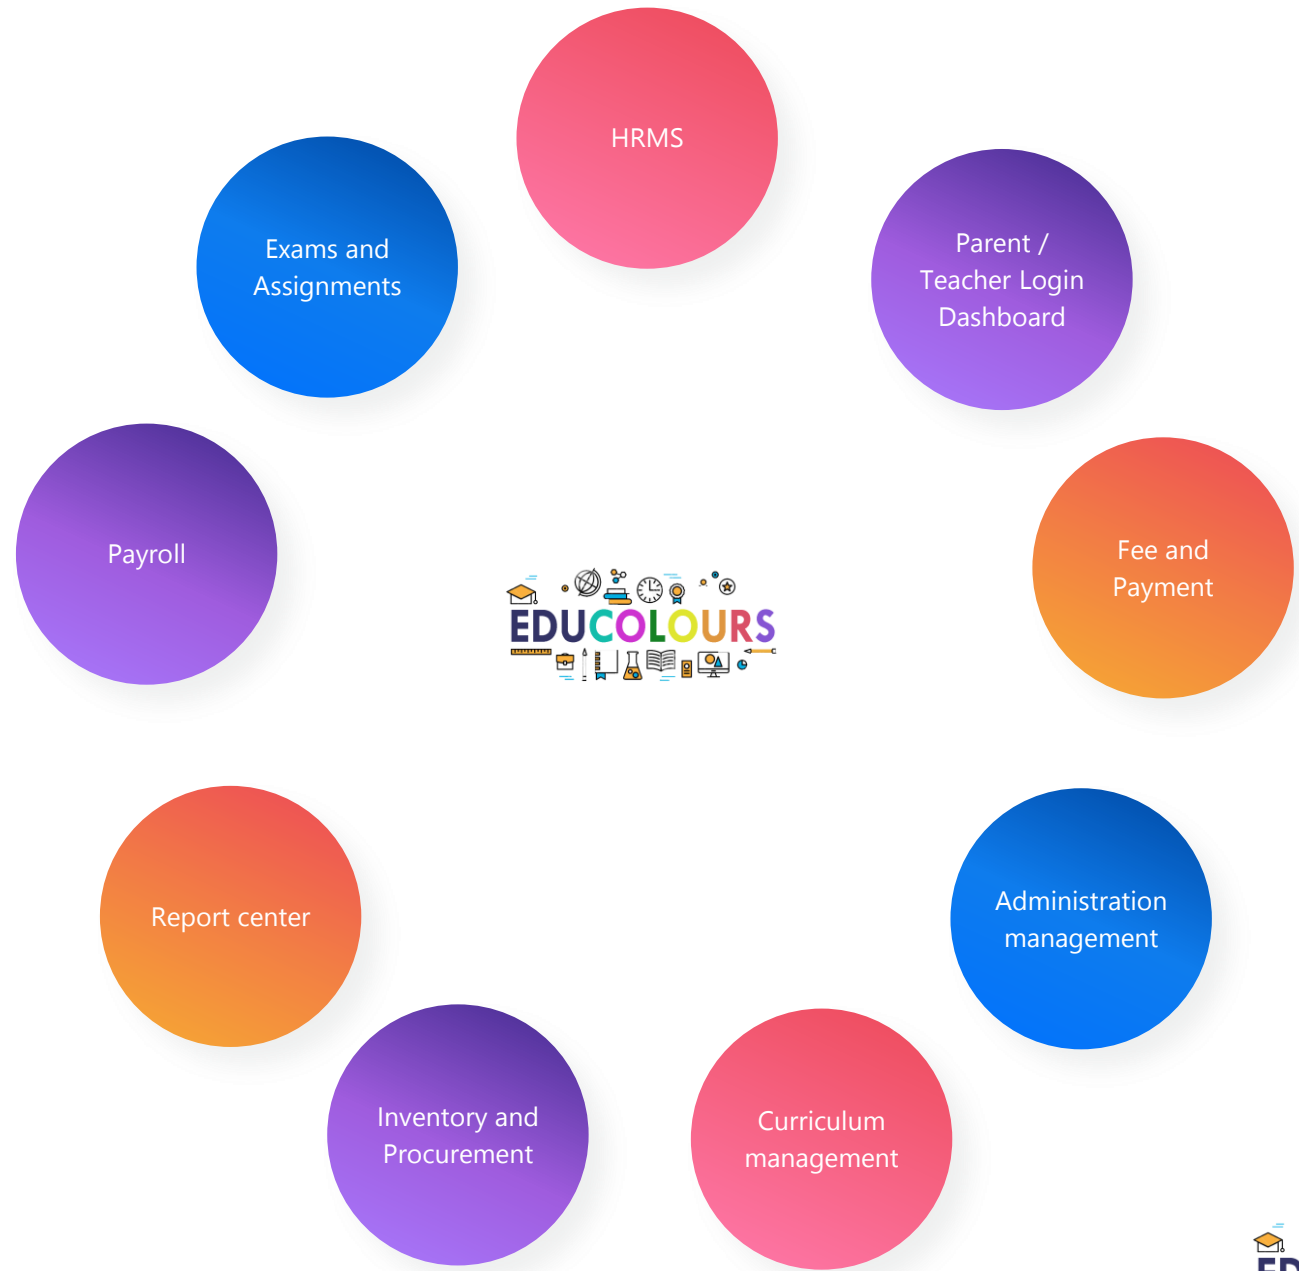 HRMS
Exams and
Assignments
Parent /
Teacher Login
Dashboard
Payroll
Fee and
Payment
EDUCOLOURS
Report center
Administration
management
Inventory and
Procurement
Curriculum
management
ED